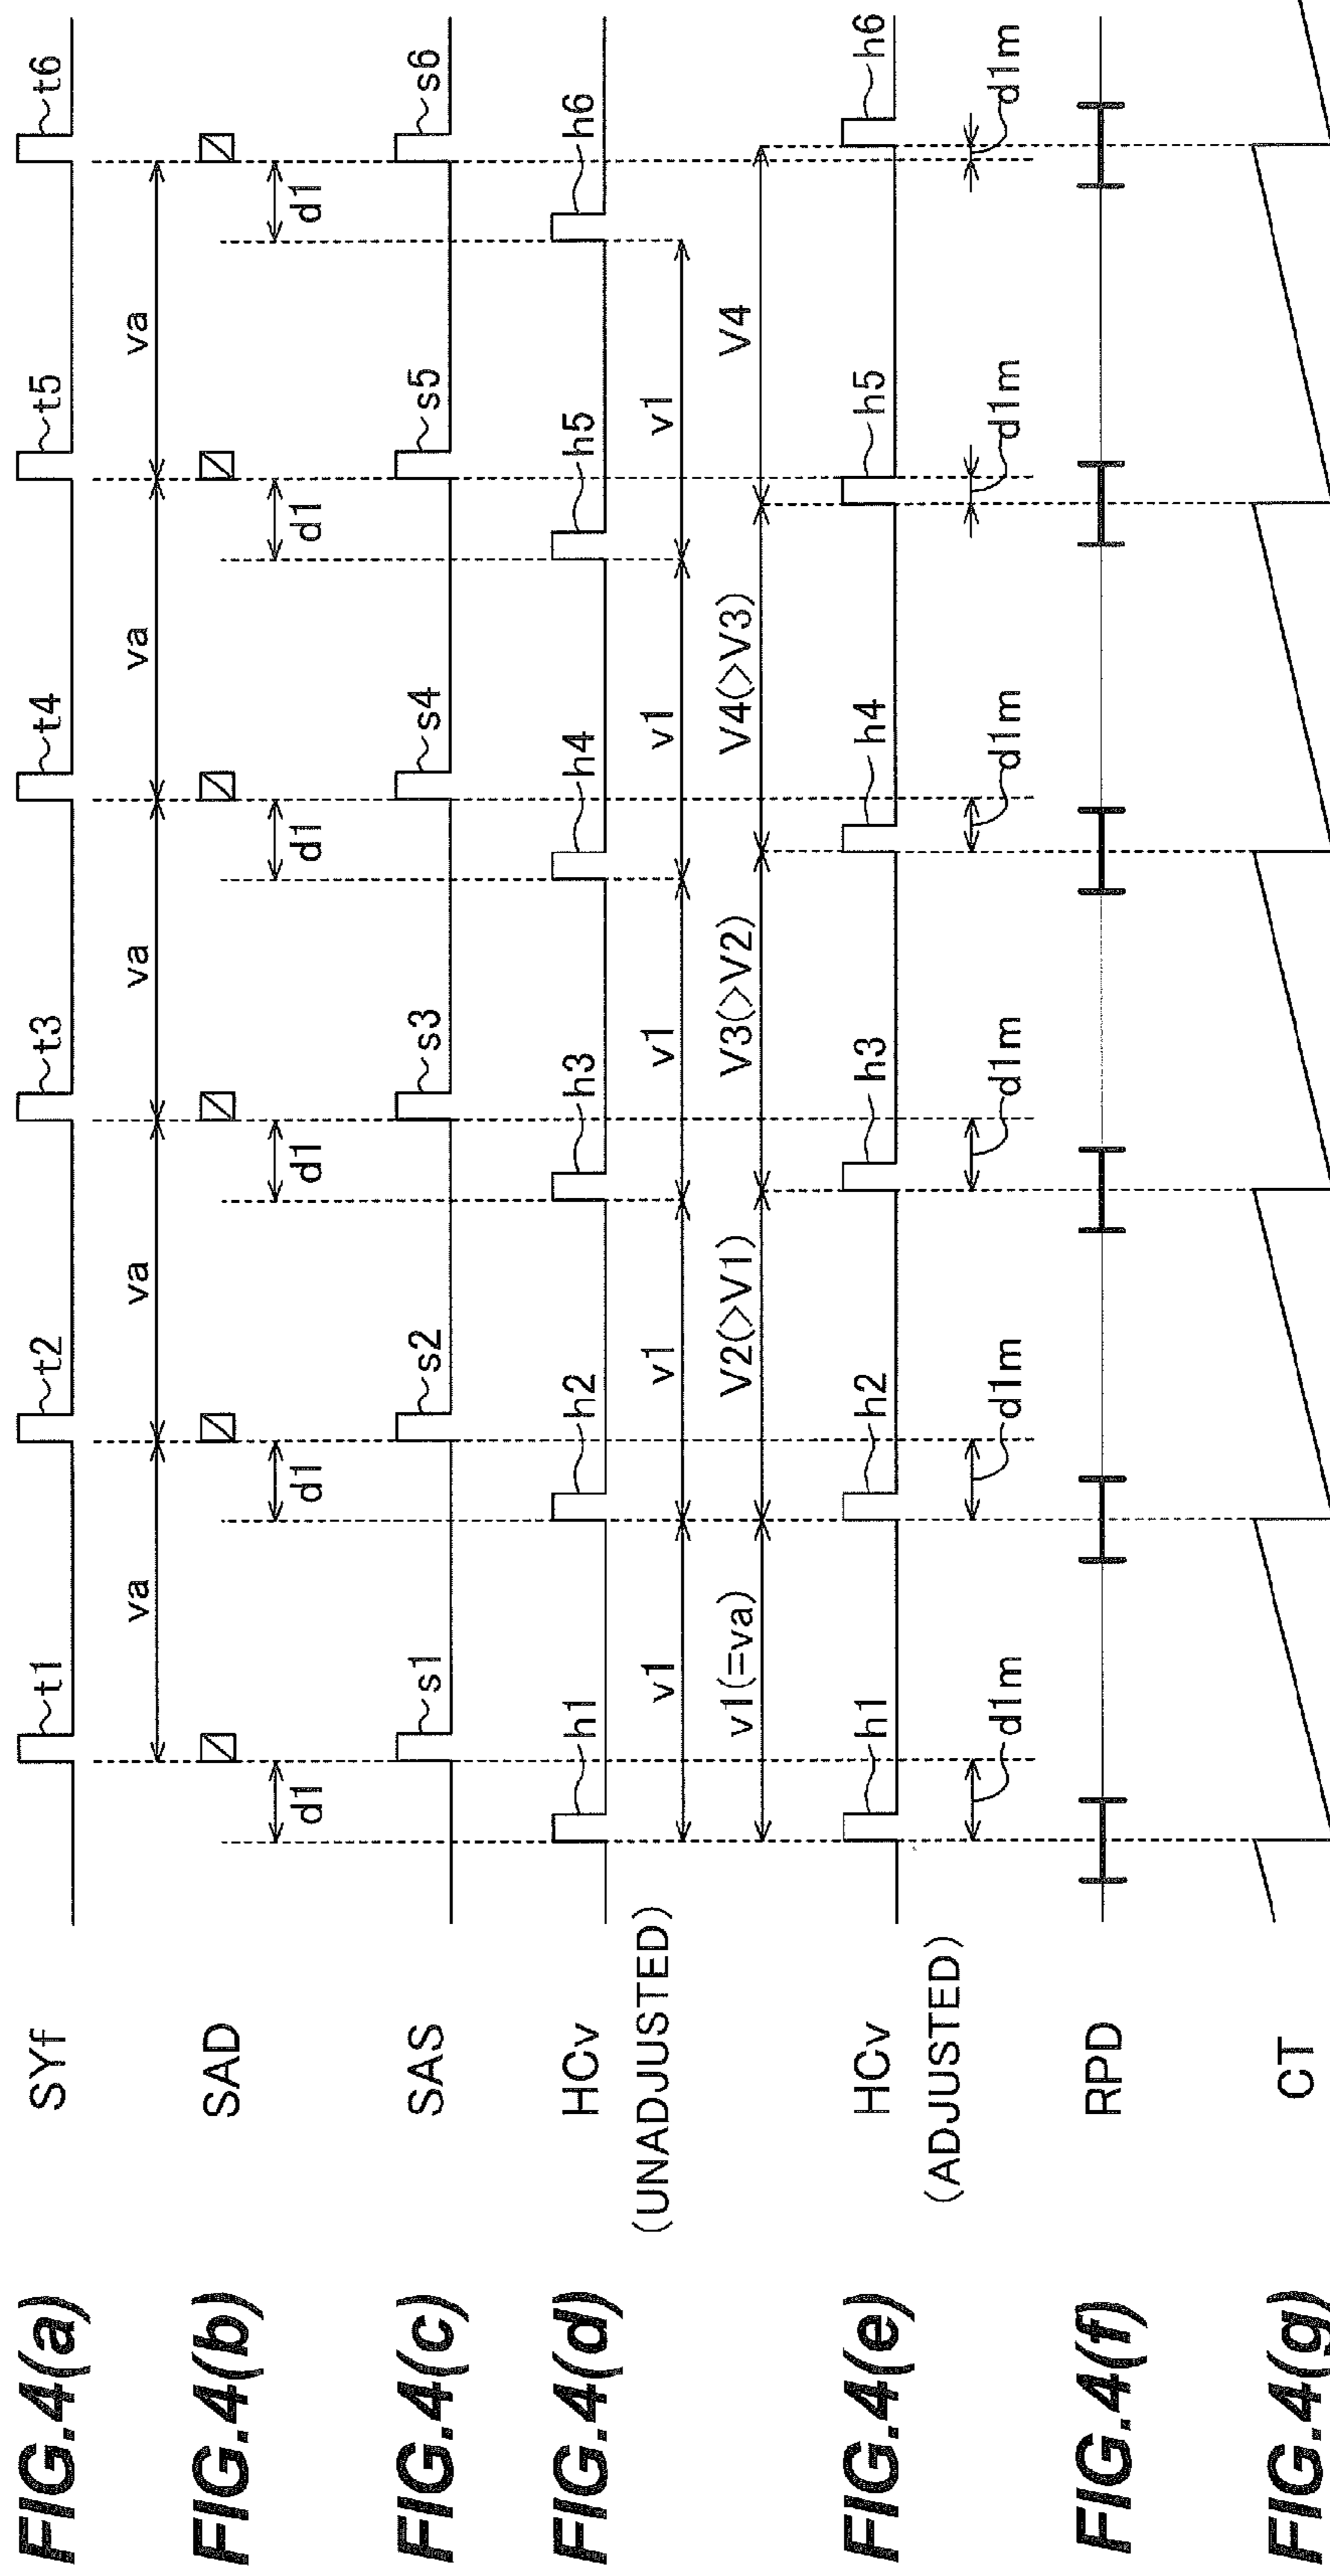 FIG.4(a)
SYf
t1
t2
t3
t4
t5
t6
va
va
va
va
va
FIG.4(b)
SAD
d1
d1
d1
d1
d1
d1
FIG.4(c)
SAS
s1
s2
s3
s4
s5
s6
FIG.4(d)
HCv
(UNADJUSTED)
h1
h2
h3
h4
h5
h6
v1
v1
v1
v1
v1
v1(=va)
V2(>V1)
V3(>V2)
V4(>V3)
V4
FIG.4(e)
HCv
(ADJUSTED)
h1
h2
h3
h4
h5
h6
d1m
d1m
d1m
d1m
d1m
d1m
FIG.4(f)
RPD
FIG.4(g)
CT